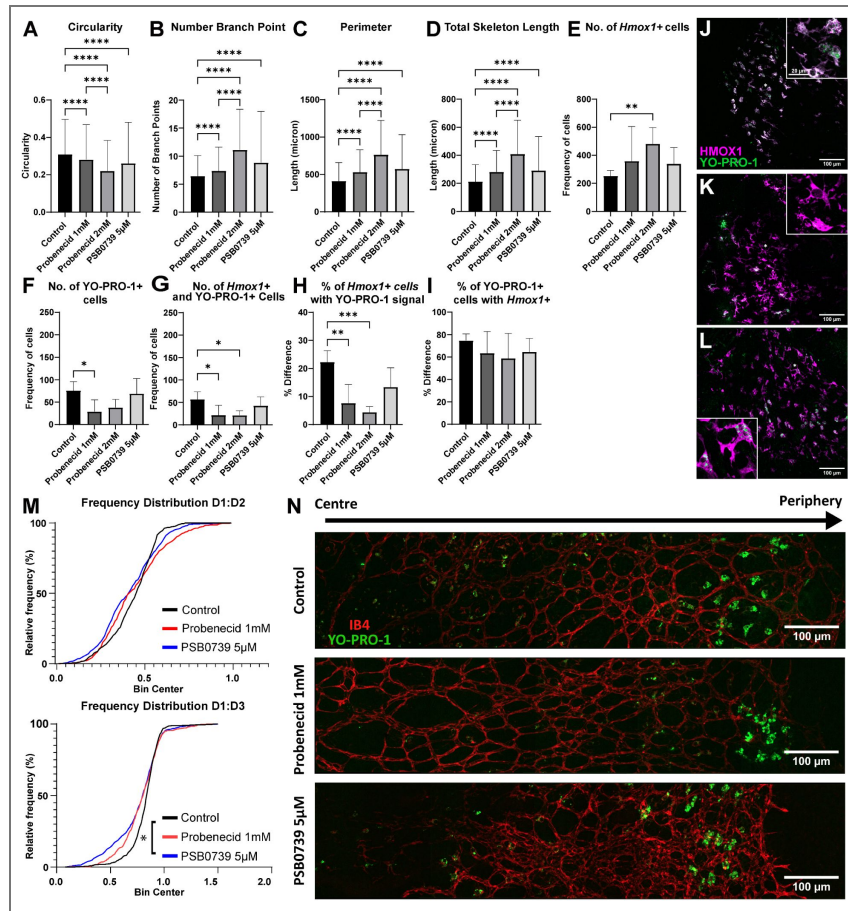 A
Circularity
****
****
****
****
Circularity
0.6
0.4
0.2
0.0
Control
Probenecid 1mM
Probenecid 2mM
PSB0739 5µM
B
Number Branch Point
****
****
****
****
Number of Branch Points
25
20
15
10
5
0
Control
Probenecid 1mM
Probenecid 2mM
PSB0739 5µM
C
Perimeter
****
****
****
****
Length (micron)
1500
1000
500
0
Control
Probenecid 1mM
Probenecid 2mM
PSB0739 5µM
D
Total Skeleton Length
****
****
****
****
Length (micron)
1000
800
600
400
200
0
Control
Probenecid 1mM
Probenecid 2mM
PSB0739 5µM
E
No. of Hmox1+ cells
**
Frequency of cells
800
600
400
200
0
Control
Probenecid 1mM
Probenecid 2mM
PSB0739 5µM
F
No. of YO-PRO-1+
cells
*
Frequency of cells
200
150
100
50
0
Control
Probenecid 1mM
Probenecid 2mM
PSB0739 5µM
G
No. of Hmox1+
and YO-PRO-1+ Cells
*
*
Frequency of cells
200
150
100
50
0
Control
Probenecid 1mM
Probenecid 2mM
PSB0739 5µM
H
% of Hmox1+ cells
with YO-PRO-1 signal
***
**
% Difference
40
30
20
10
0
Control
Probenecid 1mM
Probenecid 2mM
PSB0739 5µM
I
% of YO-PRO-1+
cells with Hmox1+
% Difference
100
80
60
40
20
0
Control
Probenecid 1mM
Probenecid 2mM
PSB0739 5µM
J
20 µm
HMOX1
YO-PRO-1
100 µm
K
100 µm
L
100 µm
M
Frequency Distribution D1:D2
Relative frequency (%)
100
50
0
0.0
0.5
1.0
Bin Center
Control
Probenecid 1mM
PSB0739 5µM
Frequency Distribution D1:D3
Relative frequency (%)
100
50
0
0.0
0.5
1.0
1.5
2.0
Bin Center
*
Control
Probenecid 1mM
PSB0739 5µM
N
Centre
Periphery
Control
IB4
YO-PRO-1
100 µm
Probenecid 1mM
100 µm
PSB0739 5µM
100 µm